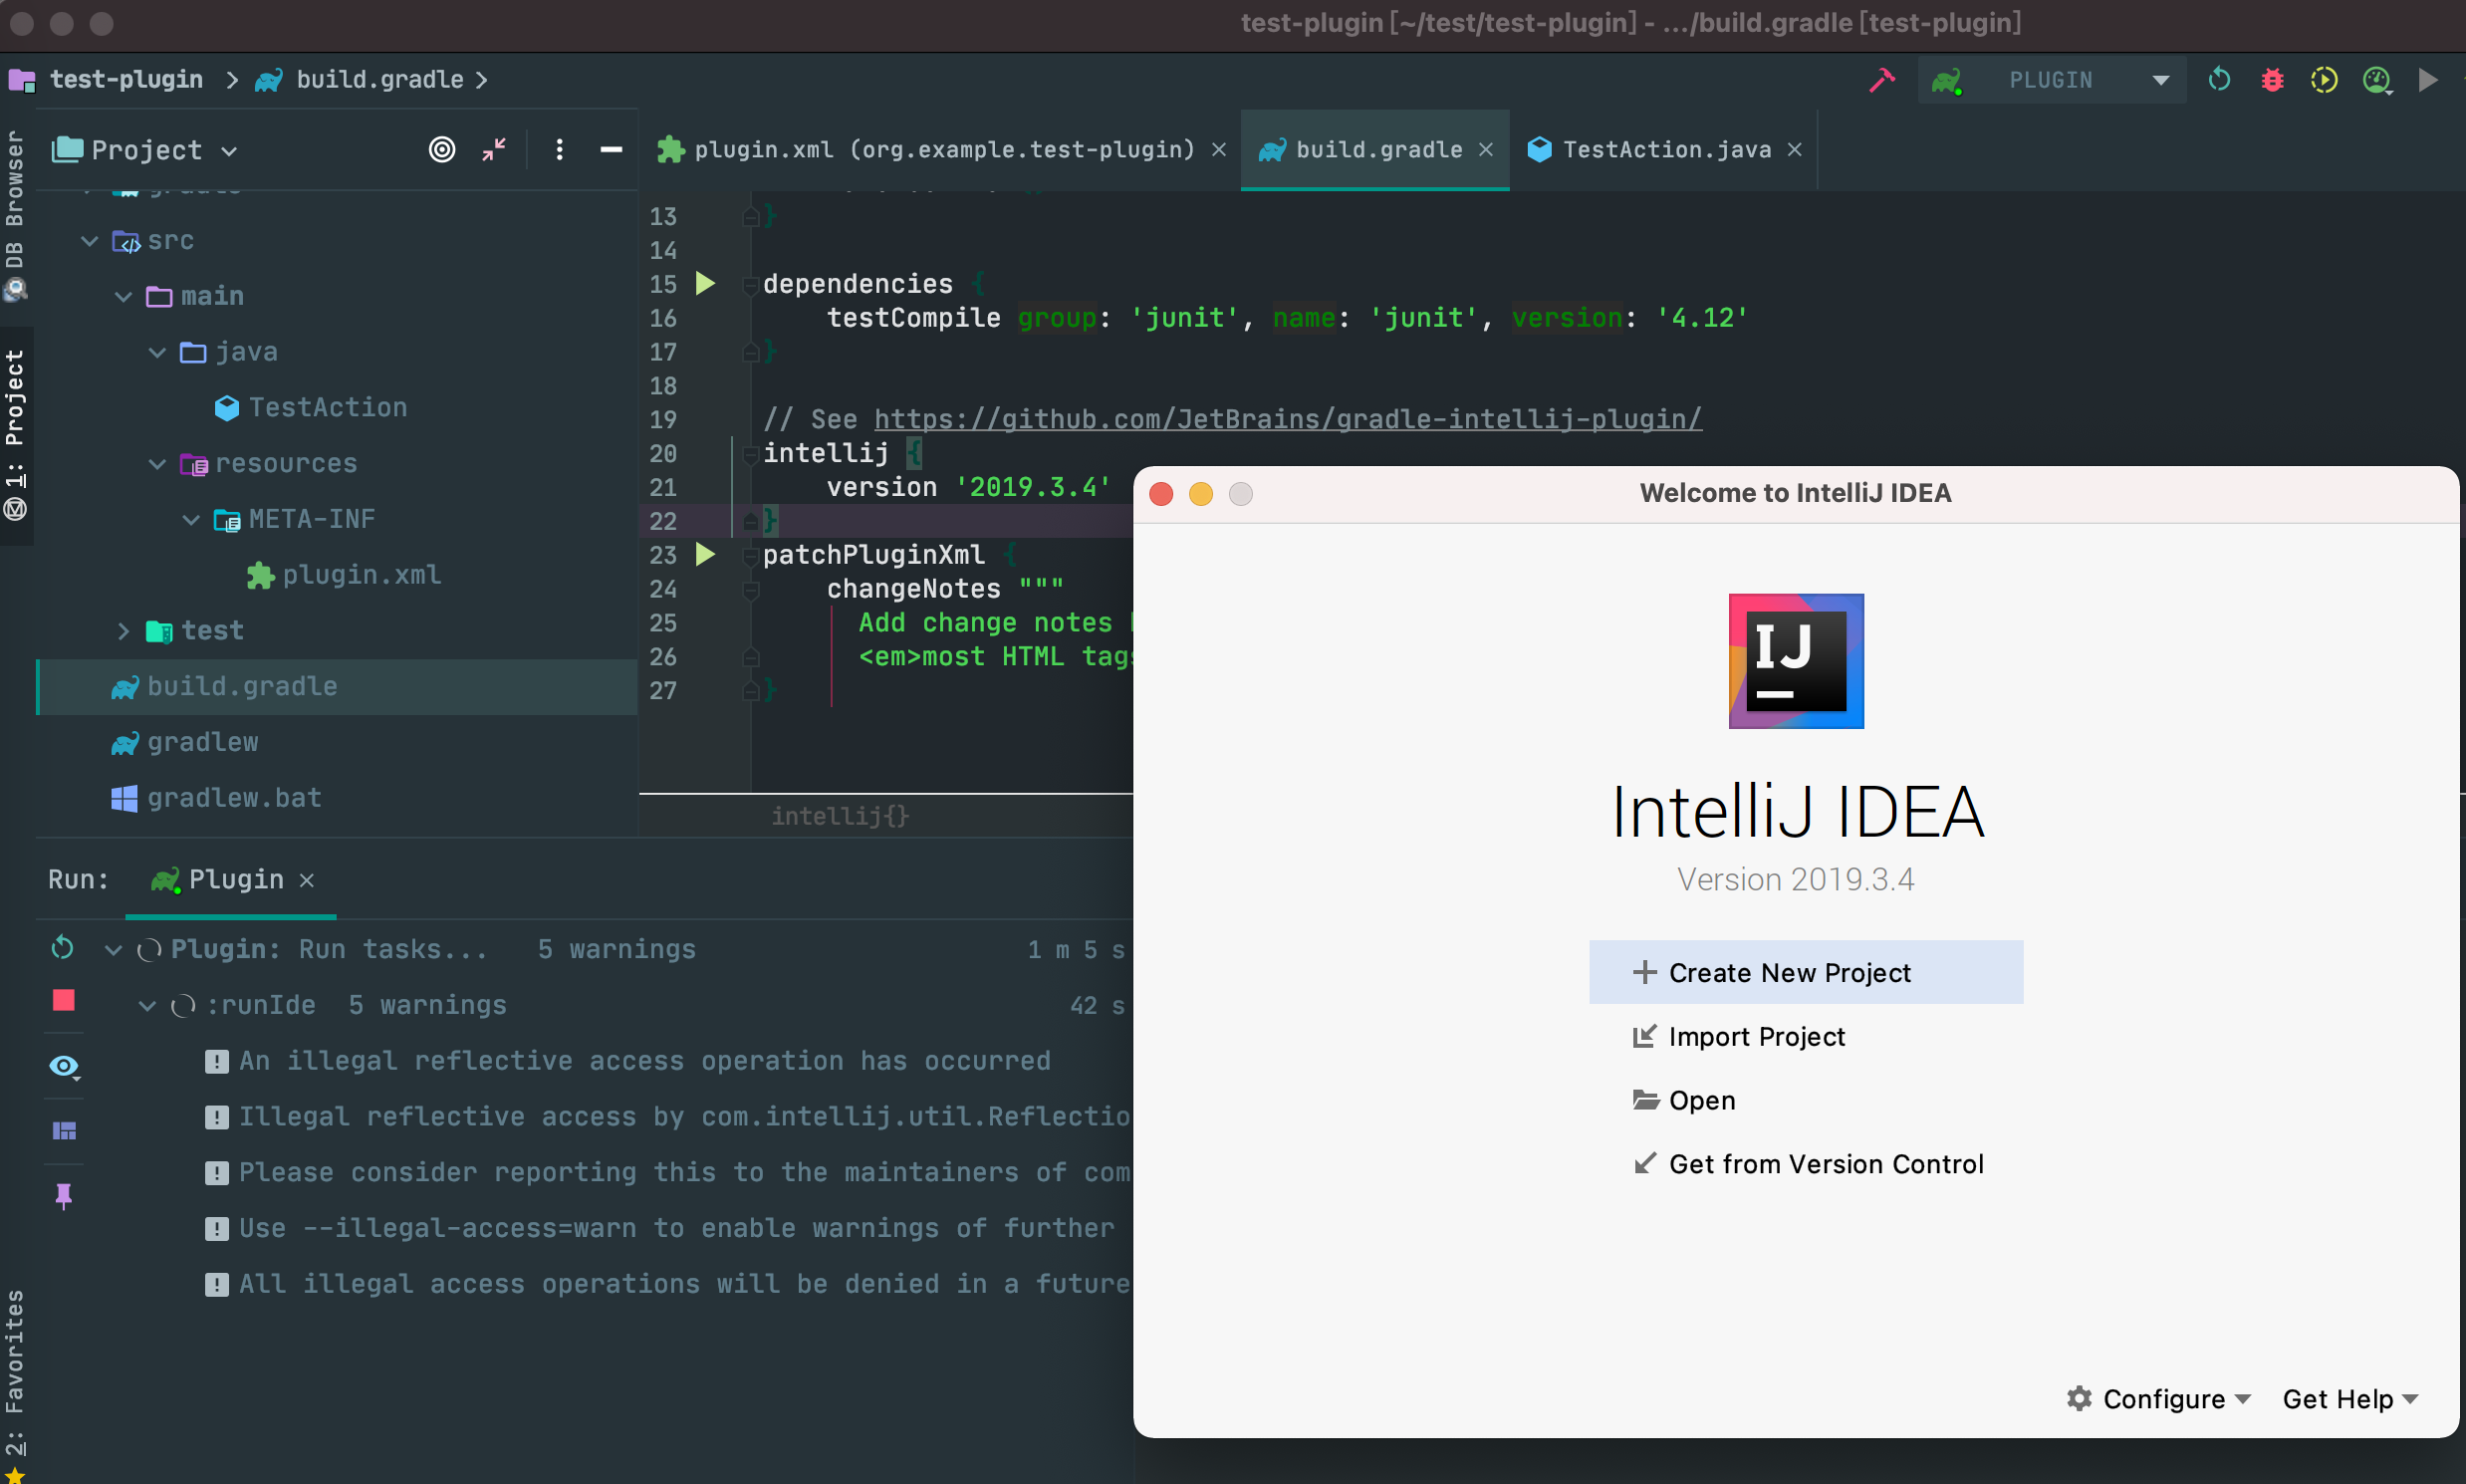 test-plugin [~/test/test-plugin] - .../build.gradle [test-plugin]
test-plugin > build.gradle >
PLUGIN
Project
plugin.xml (org.example.test-plugin)
build.gradle
TestAction.java
DB Browser
1: Project
2: Favorites
gradle
src
main
java
TestAction
resources
META-INF
plugin.xml
test
build.gradle
gradlew
gradlew.bat
13 }
14
15 dependencies {
16 testCompile group: 'junit', name: 'junit', version: '4.12'
17 }
18
19 // See https://github.com/JetBrains/gradle-intellij-plugin/
20 intellij {
21 version '2019.3.4'
22 }
23 patchPluginXml {
24 changeNotes """
25 Add change notes
26 <em>most HTML tags
27 }
intellij{}
Run: Plugin
Plugin: Run tasks... 5 warnings 1 m 5 s
:runIde 5 warnings 42 s
An illegal reflective access operation has occurred
Illegal reflective access by com.intellij.util.Reflectio
Please consider reporting this to the maintainers of com
Use --illegal-access=warn to enable warnings of further
All illegal access operations will be denied in a future
Welcome to IntelliJ IDEA
IJ
IntelliJ IDEA
Version 2019.3.4
Create New Project
Import Project
Open
Get from Version Control
Configure
Get Help